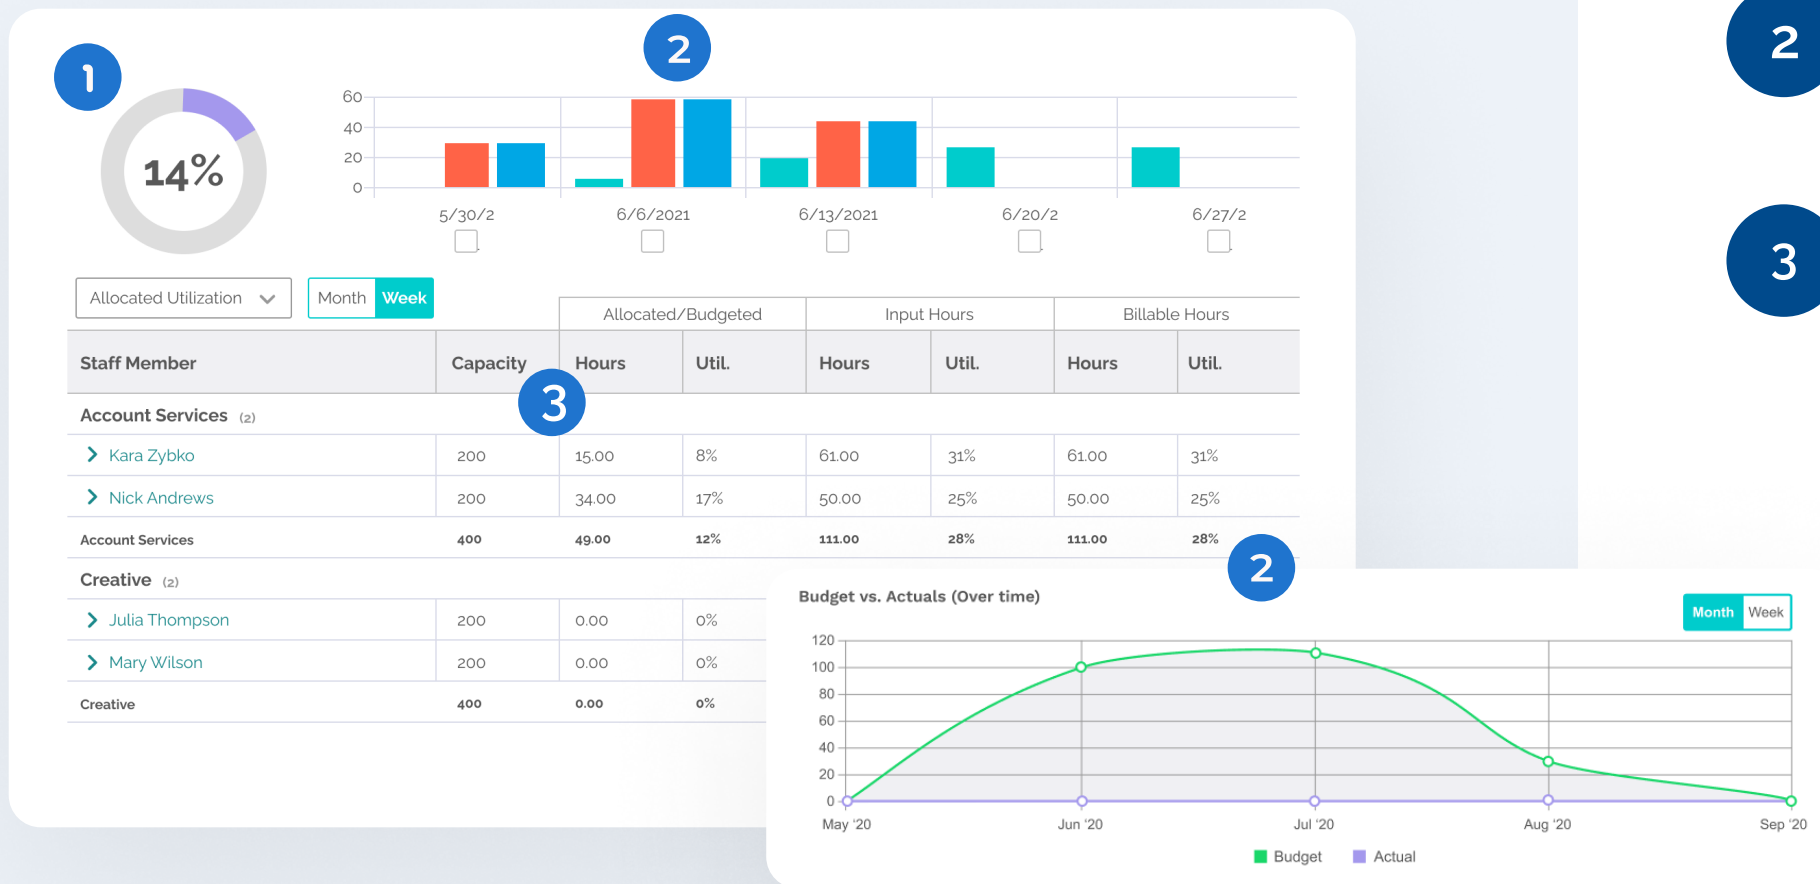 1
2
2
14%
60
40
20
0
5/30/2
6/6/2021
6/13/2021
6/20/2
6/27/2
3
Allocated Utilization
Month Week
Allocated/Budgeted Input Hours Billable Hours
Staff Member Capacity Hours Util. Hours Util. Hours Util.
3
Account Services (2)
Kara Zybko 200 15.00 8% 61.00 31% 61.00 31%
Nick Andrews 200 34.00 17% 50.00 25% 50.00 25%
Account Services 400 49.00 12% 111.00 28% 111.00 28%
Creative (2)
Julia Thompson 200 0.00 0%
Mary Wilson 200 0.00 0%
Creative 400 0.00 0%
2
Budget vs. Actuals (Over time)
Month Week
120
100
80
60
40
20
0
May '20 Jun '20 Jul '20 Aug '20 Sep '20
Budget Actual